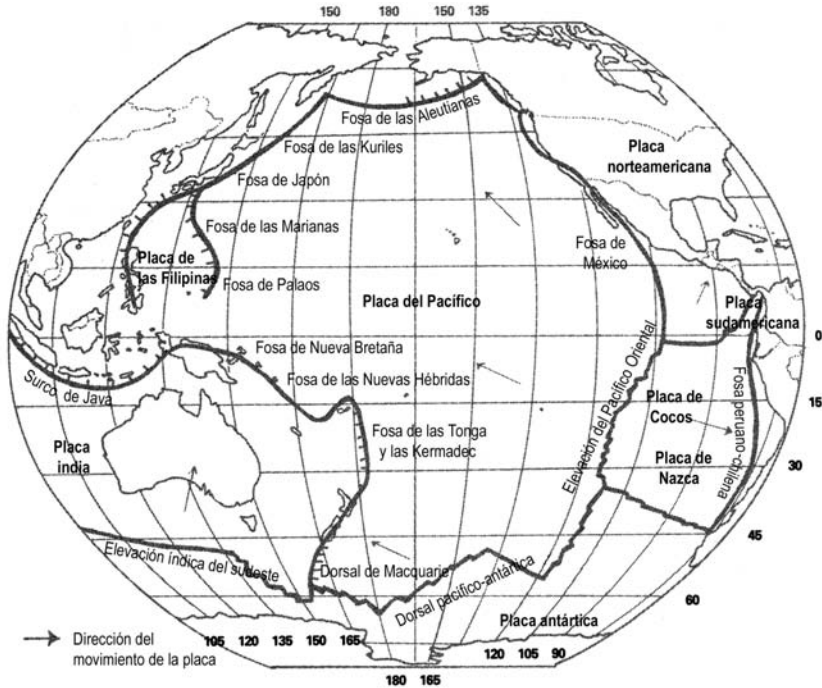 150 180 150 135
Fosa de las Aleutianas
Fosa de las Kuriles
Placa
norteamericana
Fosa de Japón
Fosa de las Marianas
Fosa de
México
Placa de
las Filipinas
Fosa de Palaos
Placa del Pacífico
Placa
sudamericana
0
Fosa de Nueva Bretaña
Surco de Java
Fosa de las Nuevas Hébridas
Elevación del Pacífico Oriental
Placa de
Cocos
Fosa peruano-chilena
15
Placa
india
Fosa de las Tonga
y las Kermadec
Placa de
Nazca
30
45
Elevación índica del sudeste
Dorsal de Macquarie
Dorsal pacífico-antártica
60
Placa antártica
Dirección del
movimiento de la placa
105 120 135 150 165
120 105 90
180 165